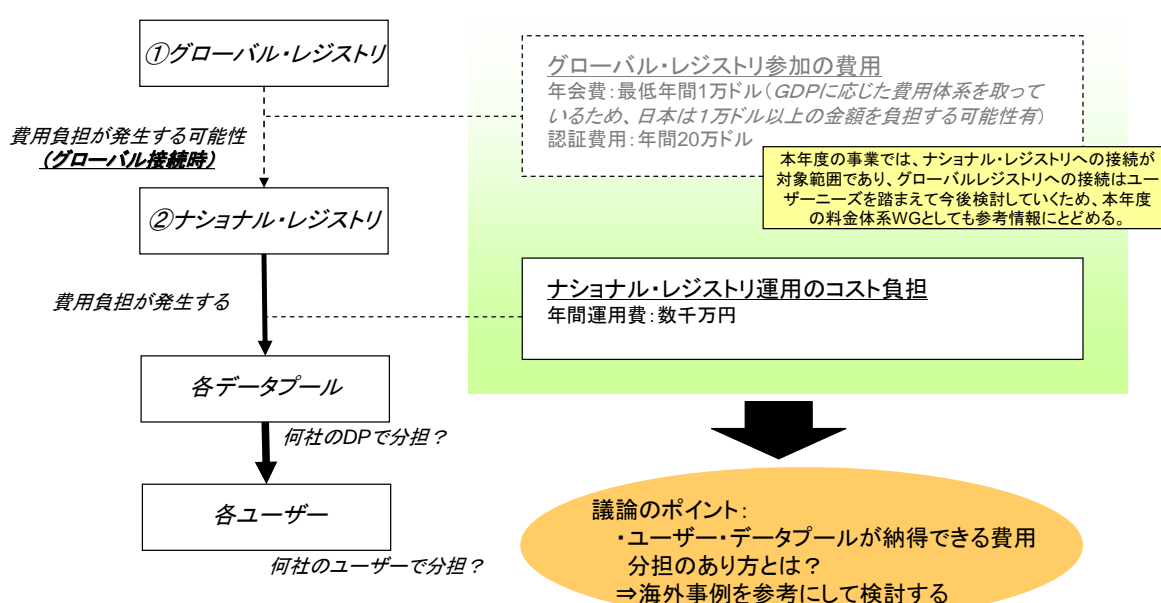 ①グローバル・レジストリ
費用負担が発生する可能性
（グローバル接続時）
②ナショナル・レジストリ
費用負担が発生する
各データプール
何社のDPで分担？
各ユーザー
何社のユーザーで分担？
グローバル・レジストリ参加の費用
年会費：最低年間1万ドル（GDPに応じた費用体系を取って
いるため、日本は1万ドル以上の金額を負担する可能性有）
認証費用：年間20万ドル
本年度の事業では、ナショナル・レジストリへの接続が
対象範囲であり、グローバルレジストリへの接続はユー
ザーニーズを踏まえて今後検討していくため、本年度
の料金体系WGとしても参考情報にとどめる。
ナショナル・レジストリ運用のコスト負担
年間運用費：数千万円
議論のポイント：
・ユーザー・データプールが納得できる費用
分担のあり方とは？
⇒海外事例を参考にして検討する